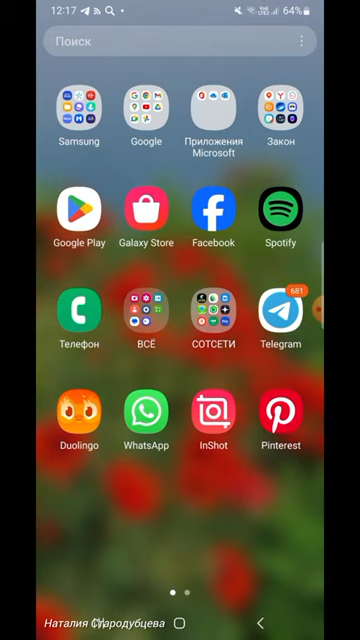 12:17
64%
Поиск
Samsung
Google
Приложения
Microsoft
Закон
Google Play
Galaxy Store
Facebook
Spotify
681
Телефон
ВСЁ
СОТСЕТИ
Telegram
Duolingo
WhatsApp
InShot
Pinterest
Наталия Стародубцева